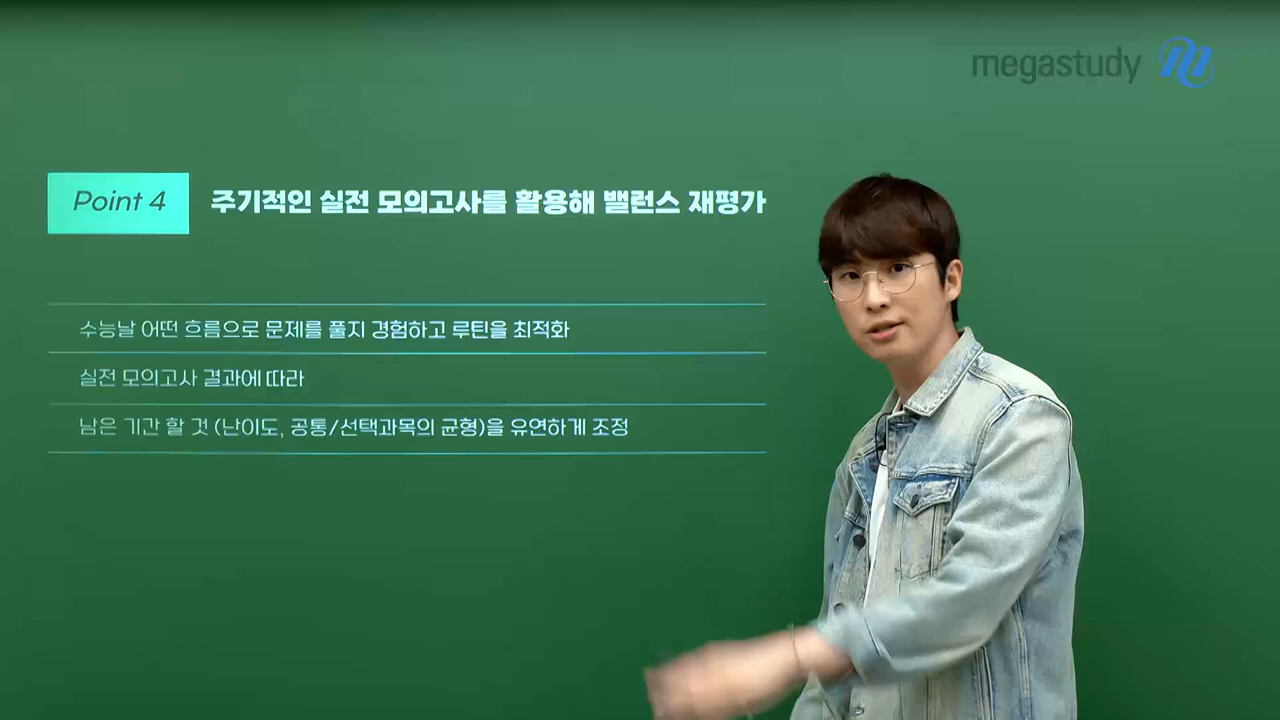 megastudy
Point 4
주기적인 실전 모의고사를 활용해 밸런스 재평가
수능날 어떤 흐름으로 문제를 풀지 경험하고 루틴을 최적화
실전 모의고사 결과에 따라
남은 기간 할 것 (난이도, 공통/선택과목의 균형)을 유연하게 조정